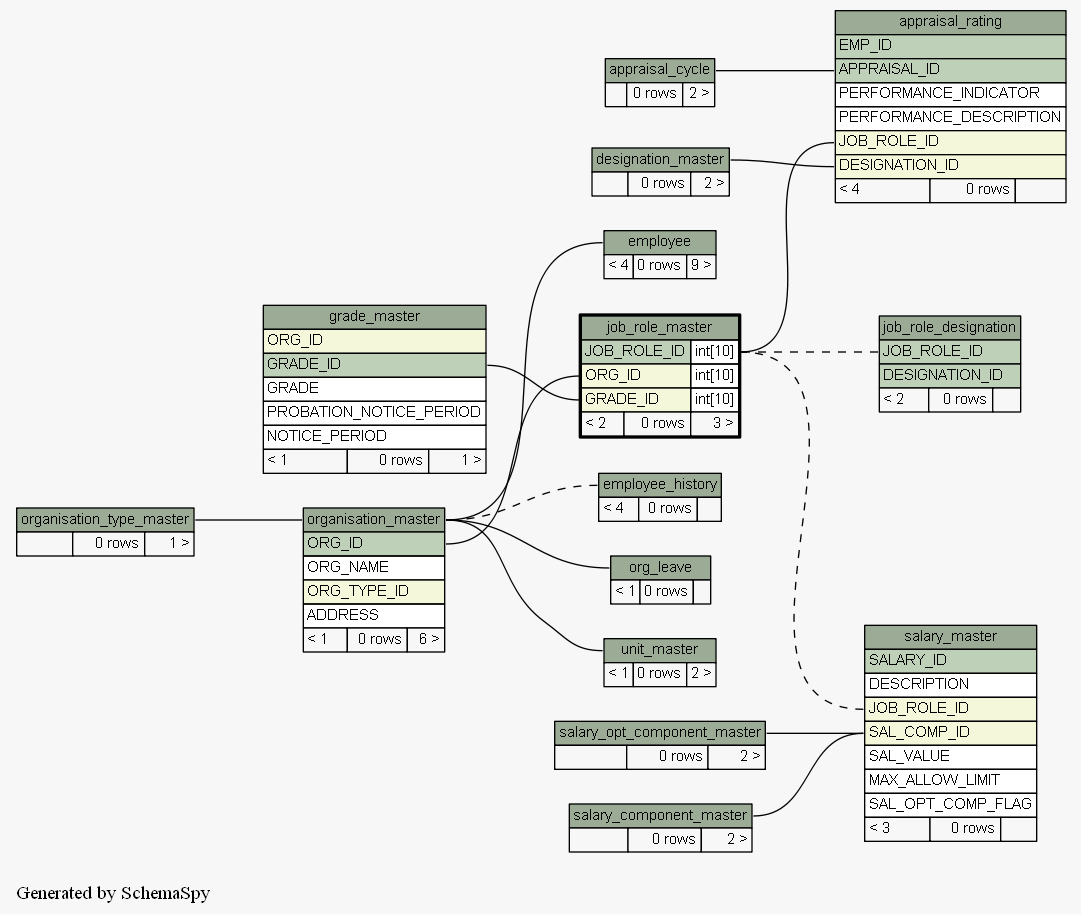 appraisal_rating
EMP_ID
APPRAISAL_ID
PERFORMANCE_INDICATOR
PERFORMANCE_DESCRIPTION
JOB_ROLE_ID
DESIGNATION_ID
< 4 0 rows
appraisal_cycle
0 rows 2 >
designation_master
0 rows 2 >
employee
< 4 0 rows 9 >
grade_master
ORG_ID
GRADE_ID
GRADE
PROBATION_NOTICE_PERIOD
NOTICE_PERIOD
< 1 0 rows 1 >
job_role_master
JOB_ROLE_ID int[10]
ORG_ID int[10]
GRADE_ID int[10]
< 2 0 rows 3 >
job_role_designation
JOB_ROLE_ID
DESIGNATION_ID
< 2 0 rows
employee_history
< 4 0 rows
organisation_type_master
0 rows 1 >
organisation_master
ORG_ID
ORG_NAME
ORG_TYPE_ID
ADDRESS
< 1 0 rows 6 >
org_leave
< 1 0 rows
unit_master
< 1 0 rows 2 >
salary_master
SALARY_ID
DESCRIPTION
JOB_ROLE_ID
SAL_COMP_ID
SAL_VALUE
MAX_ALLOW_LIMIT
SAL_OPT_COMP_FLAG
< 3 0 rows
salary_opt_component_master
0 rows 2 >
salary_component_master
0 rows 2 >
Generated by SchemaSpy